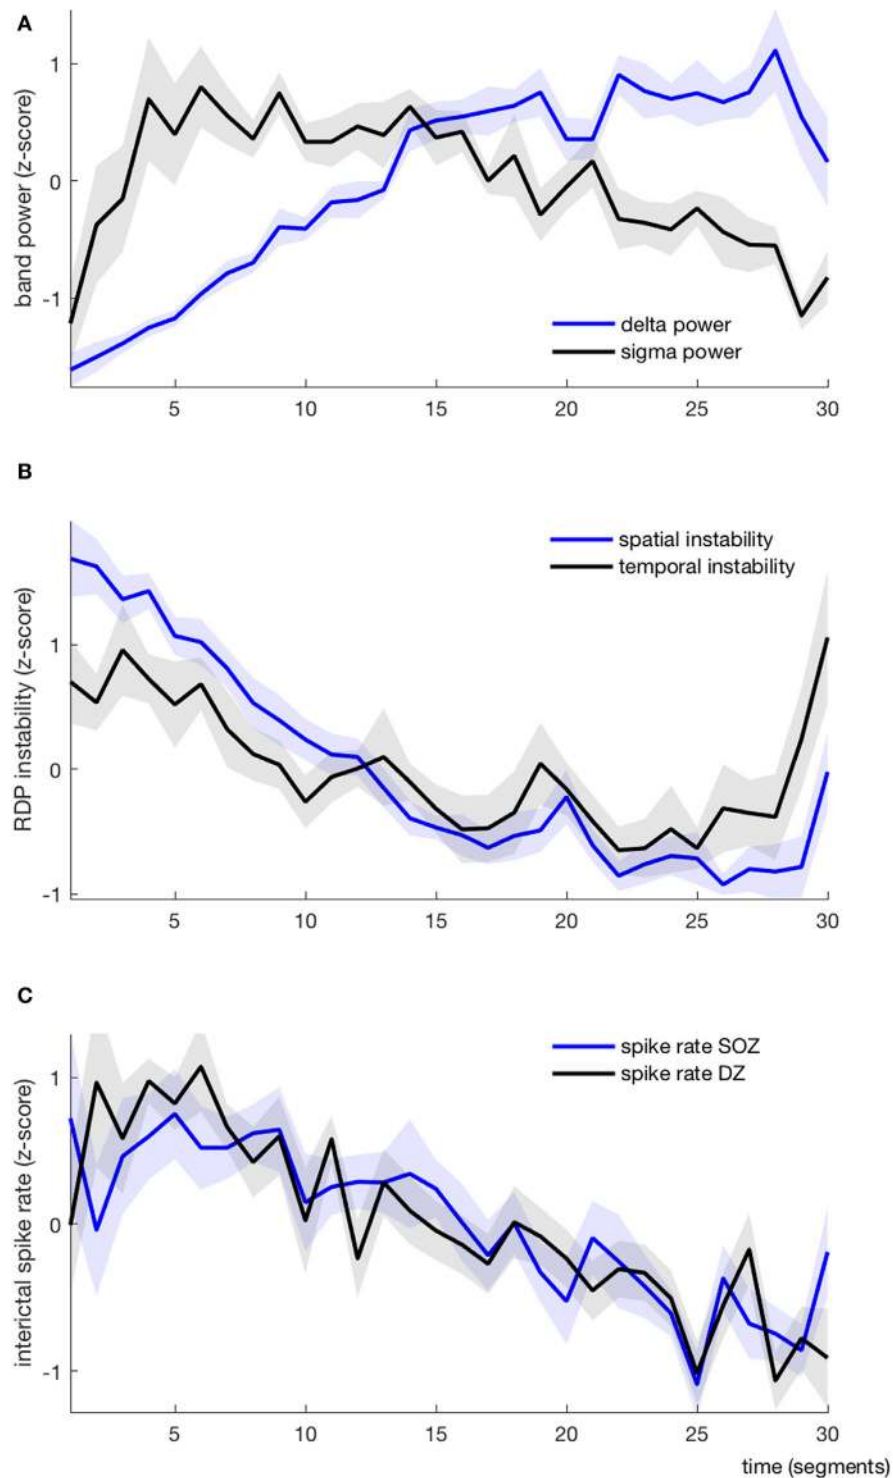 A
band power (z-score)
1
0
-1
delta power
sigma power
5 10 15 20 25 30
B
RDP instability (z-score)
1
0
-1
spatial instability
temporal instability
5 10 15 20 25 30
C
interictal spike rate (z-score)
1
0
-1
spike rate SOZ
spike rate DZ
5 10 15 20 25 30
time (segments)